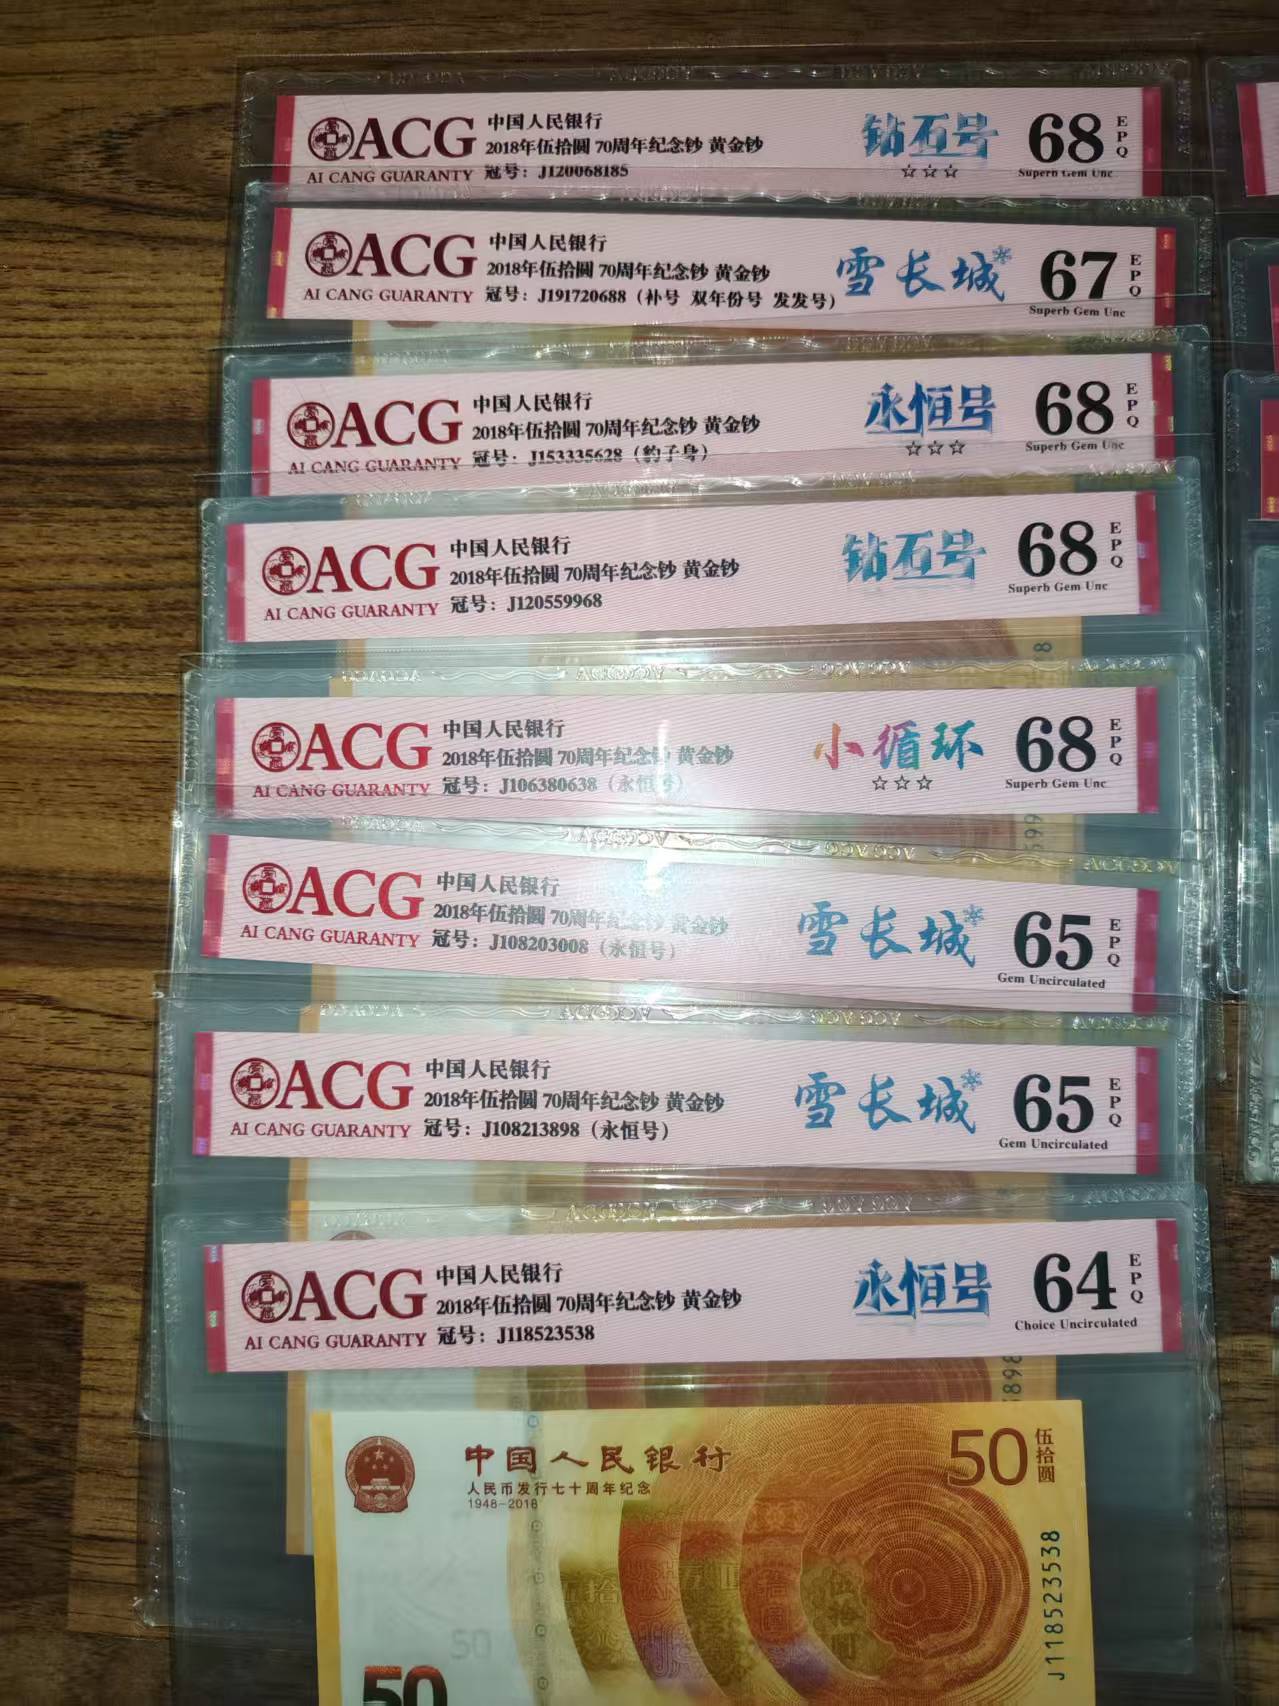 ACG
AI CANG GUARANTY
中国人民银行
2018年伍拾圆 70周年纪念钞 黄金钞
冠号：J120068185
钻石号
☆☆☆
68
EPQ
Superb Gem Unc
ACG
AI CANG GUARANTY
中国人民银行
2018年伍拾圆 70周年纪念钞 黄金钞
冠号：J191720688（补号 双年份号 发发号）
雪长城
67
EPQ
Superb Gem Unc
ACG
AI CANG GUARANTY
中国人民银行
2018年伍拾圆 70周年纪念钞 黄金钞
冠号：J153335628（豹子身）
永恒号
☆☆☆
68
EPQ
Superb Gem Unc
ACG
AI CANG GUARANTY
中国人民银行
2018年伍拾圆 70周年纪念钞 黄金钞
冠号：J120559968
钻石号
68
EPQ
Superb Gem Unc
ACG
AI CANG GUARANTY
中国人民银行
2018年伍拾圆 70周年纪念钞 黄金钞
冠号：J106380638（永恒号）
小循环
☆☆☆
68
EPQ
Superb Gem Unc
ACG
AI CANG GUARANTY
中国人民银行
2018年伍拾圆 70周年纪念钞 黄金钞
冠号：J108203008（永恒号）
雪长城
65
EPQ
Gem Uncirculated
ACG
AI CANG GUARANTY
中国人民银行
2018年伍拾圆 70周年纪念钞 黄金钞
冠号：J108213898（永恒号）
雪长城
65
EPQ
Gem Uncirculated
ACG
AI CANG GUARANTY
中国人民银行
2018年伍拾圆 70周年纪念钞 黄金钞
冠号：J118523538
永恒号
64
EPQ
Choice Uncirculated
中国人民银行
人民币发行七十周年纪念
1948-2018
50
伍拾圆
J118523538
50
50